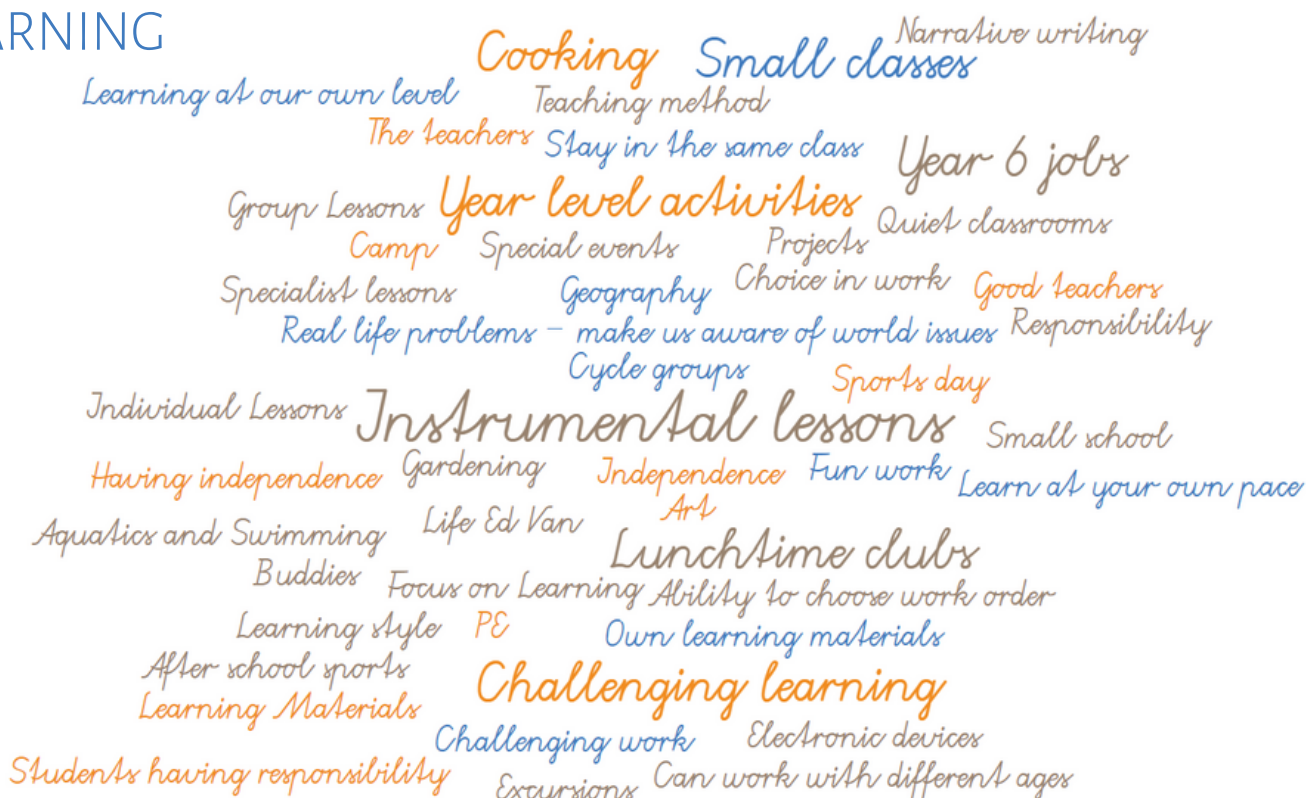 ARNING
Narrative writing
Cooking Small classes
Learning at our own level Teaching method
The teachers Stay in the same class
Year 6 jobs
Group Lessons Year level activities Quiet classrooms
Camp Special events Projects
Specialist lessons Geography Choice in work Good teachers
Real life problems – make us aware of world issues Responsibility
Cycle groups Sports day
Individual Lessons Instrumental lessons Small school
Having independence Gardening Independence Fun work Learn at your own pace
Art
Aquatics and Swimming Life Ed Van Lunchtime clubs
Buddies Focus on Learning Ability to choose work order
Learning style PE Own learning materials
After school sports
Learning Materials Challenging learning
Challenging work Electronic devices
Students having responsibility Excursions Can work with different ages